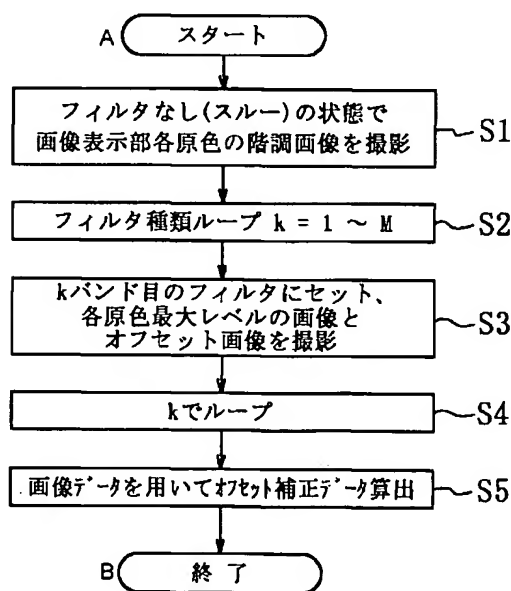 A スタート
フィルタなし(スルー)の状態で
画像表示部各原色の階調画像を撮影
S1
フィルタ種類ループ k = 1 ~ M
S2
kバンド目のフィルタにセット、
各原色最大レベルの画像と
オフセット画像を撮影
S3
kでループ
S4
画像データを用いてオフセット補正データ算出
S5
B 終了